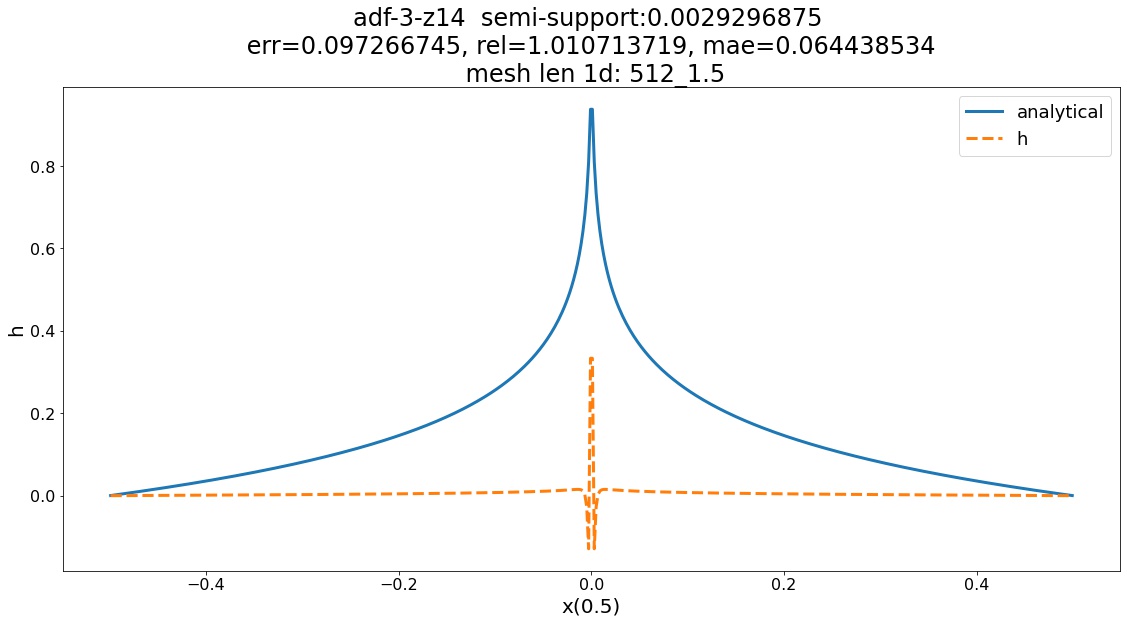 adf-3-z14 semi-support:0.0029296875
err=0.097266745, rel=1.010713719, mae=0.064438534
mesh len 1d: 512_1.5
analytical
h
h
0.8
0.6
0.4
0.2
0.0
−0.4
−0.2
0.0
0.2
0.4
x(0.5)